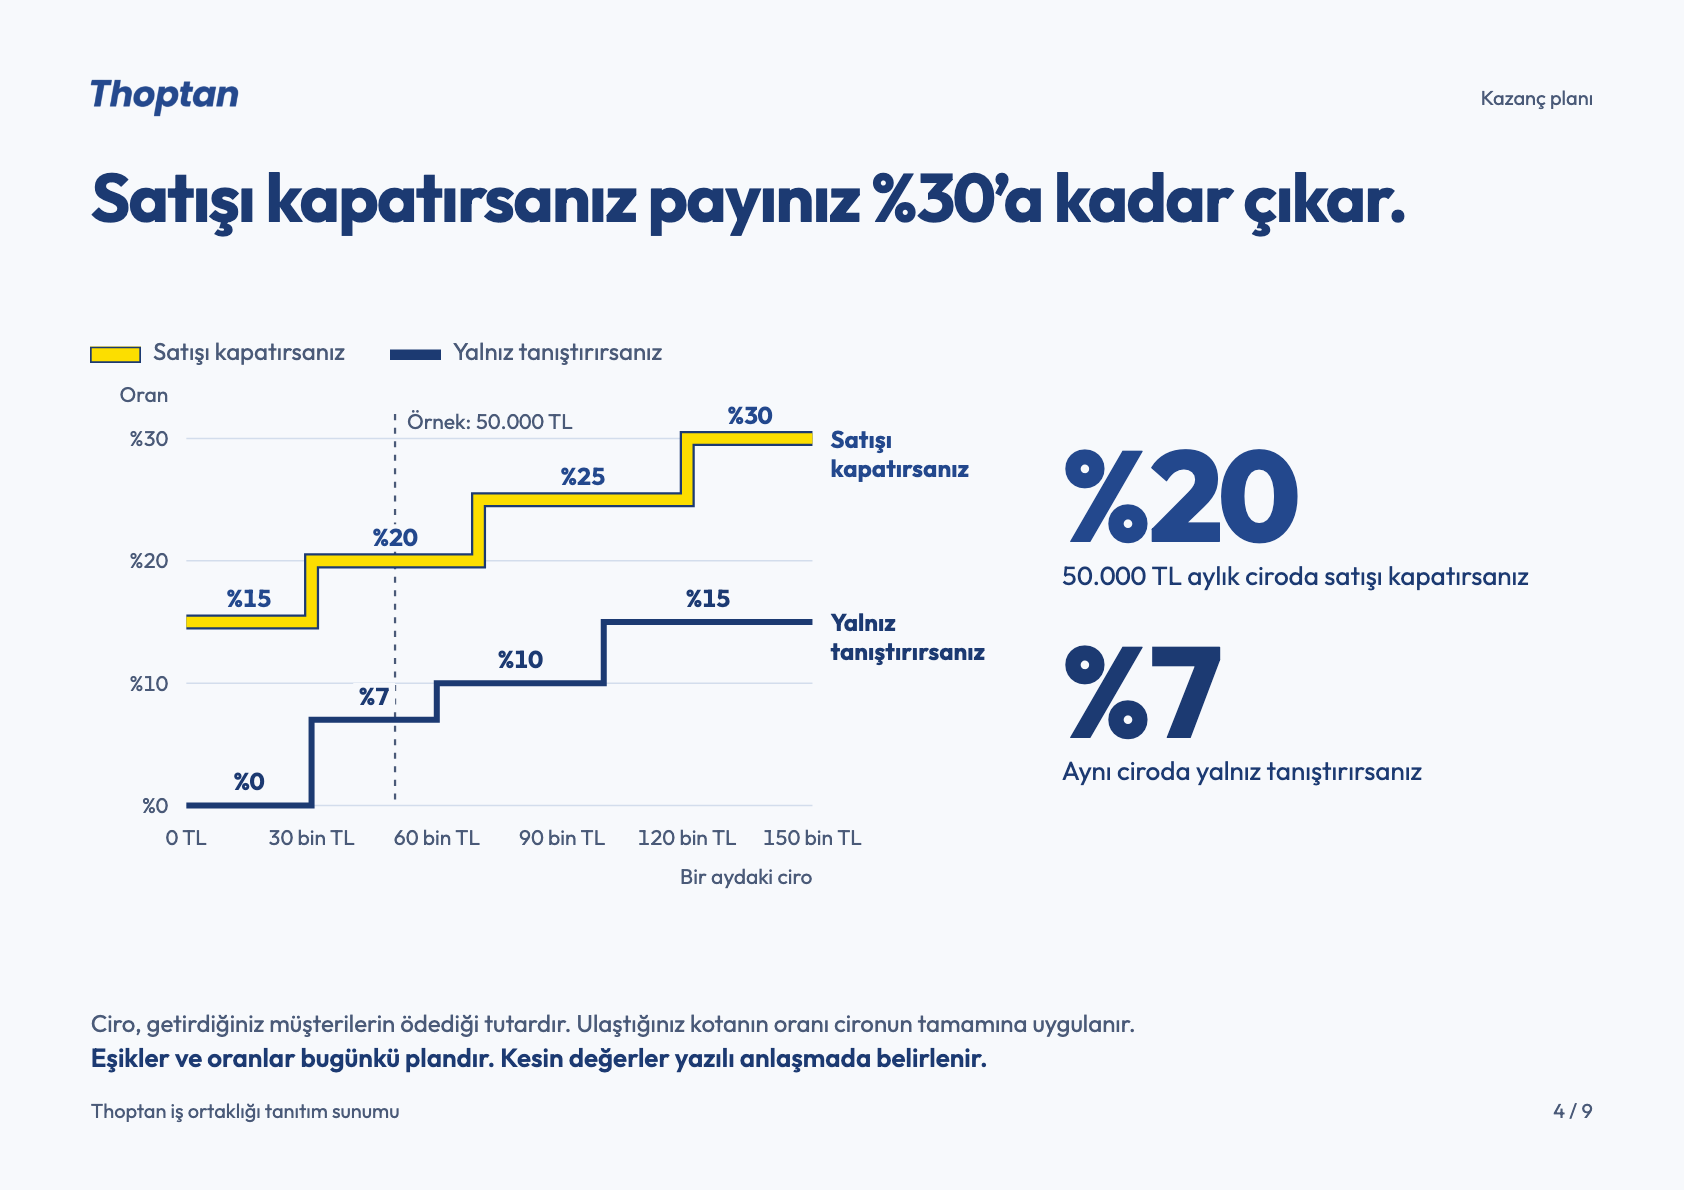 Thoptan
Kazanç planı
Satışı kapatırsanız payınız %30’a kadar çıkar.
Satışı kapatırsanız
Yalnız tanıştırırsanız
Oran
Örnek: 50.000 TL
%30
%20
%10
%0
%15
%20
%25
%30
Satışı
kapatırsanız
%0
%7
%10
%15
Yalnız
tanıştırırsanız
0 TL
30 bin TL
60 bin TL
90 bin TL
120 bin TL
150 bin TL
Bir aydaki ciro
%20
50.000 TL aylık ciroda satışı kapatırsanız
%7
Aynı ciroda yalnız tanıştırırsanız
Ciro, getirdiğiniz müşterilerin ödediği tutardır. Ulaştığınız kotanın oranı cironun tamamına uygulanır.
Eşikler ve oranlar bugünkü plandır. Kesin değerler yazılı anlaşmada belirlenir.
Thoptan iş ortaklığı tanıtım sunumu
4 / 9